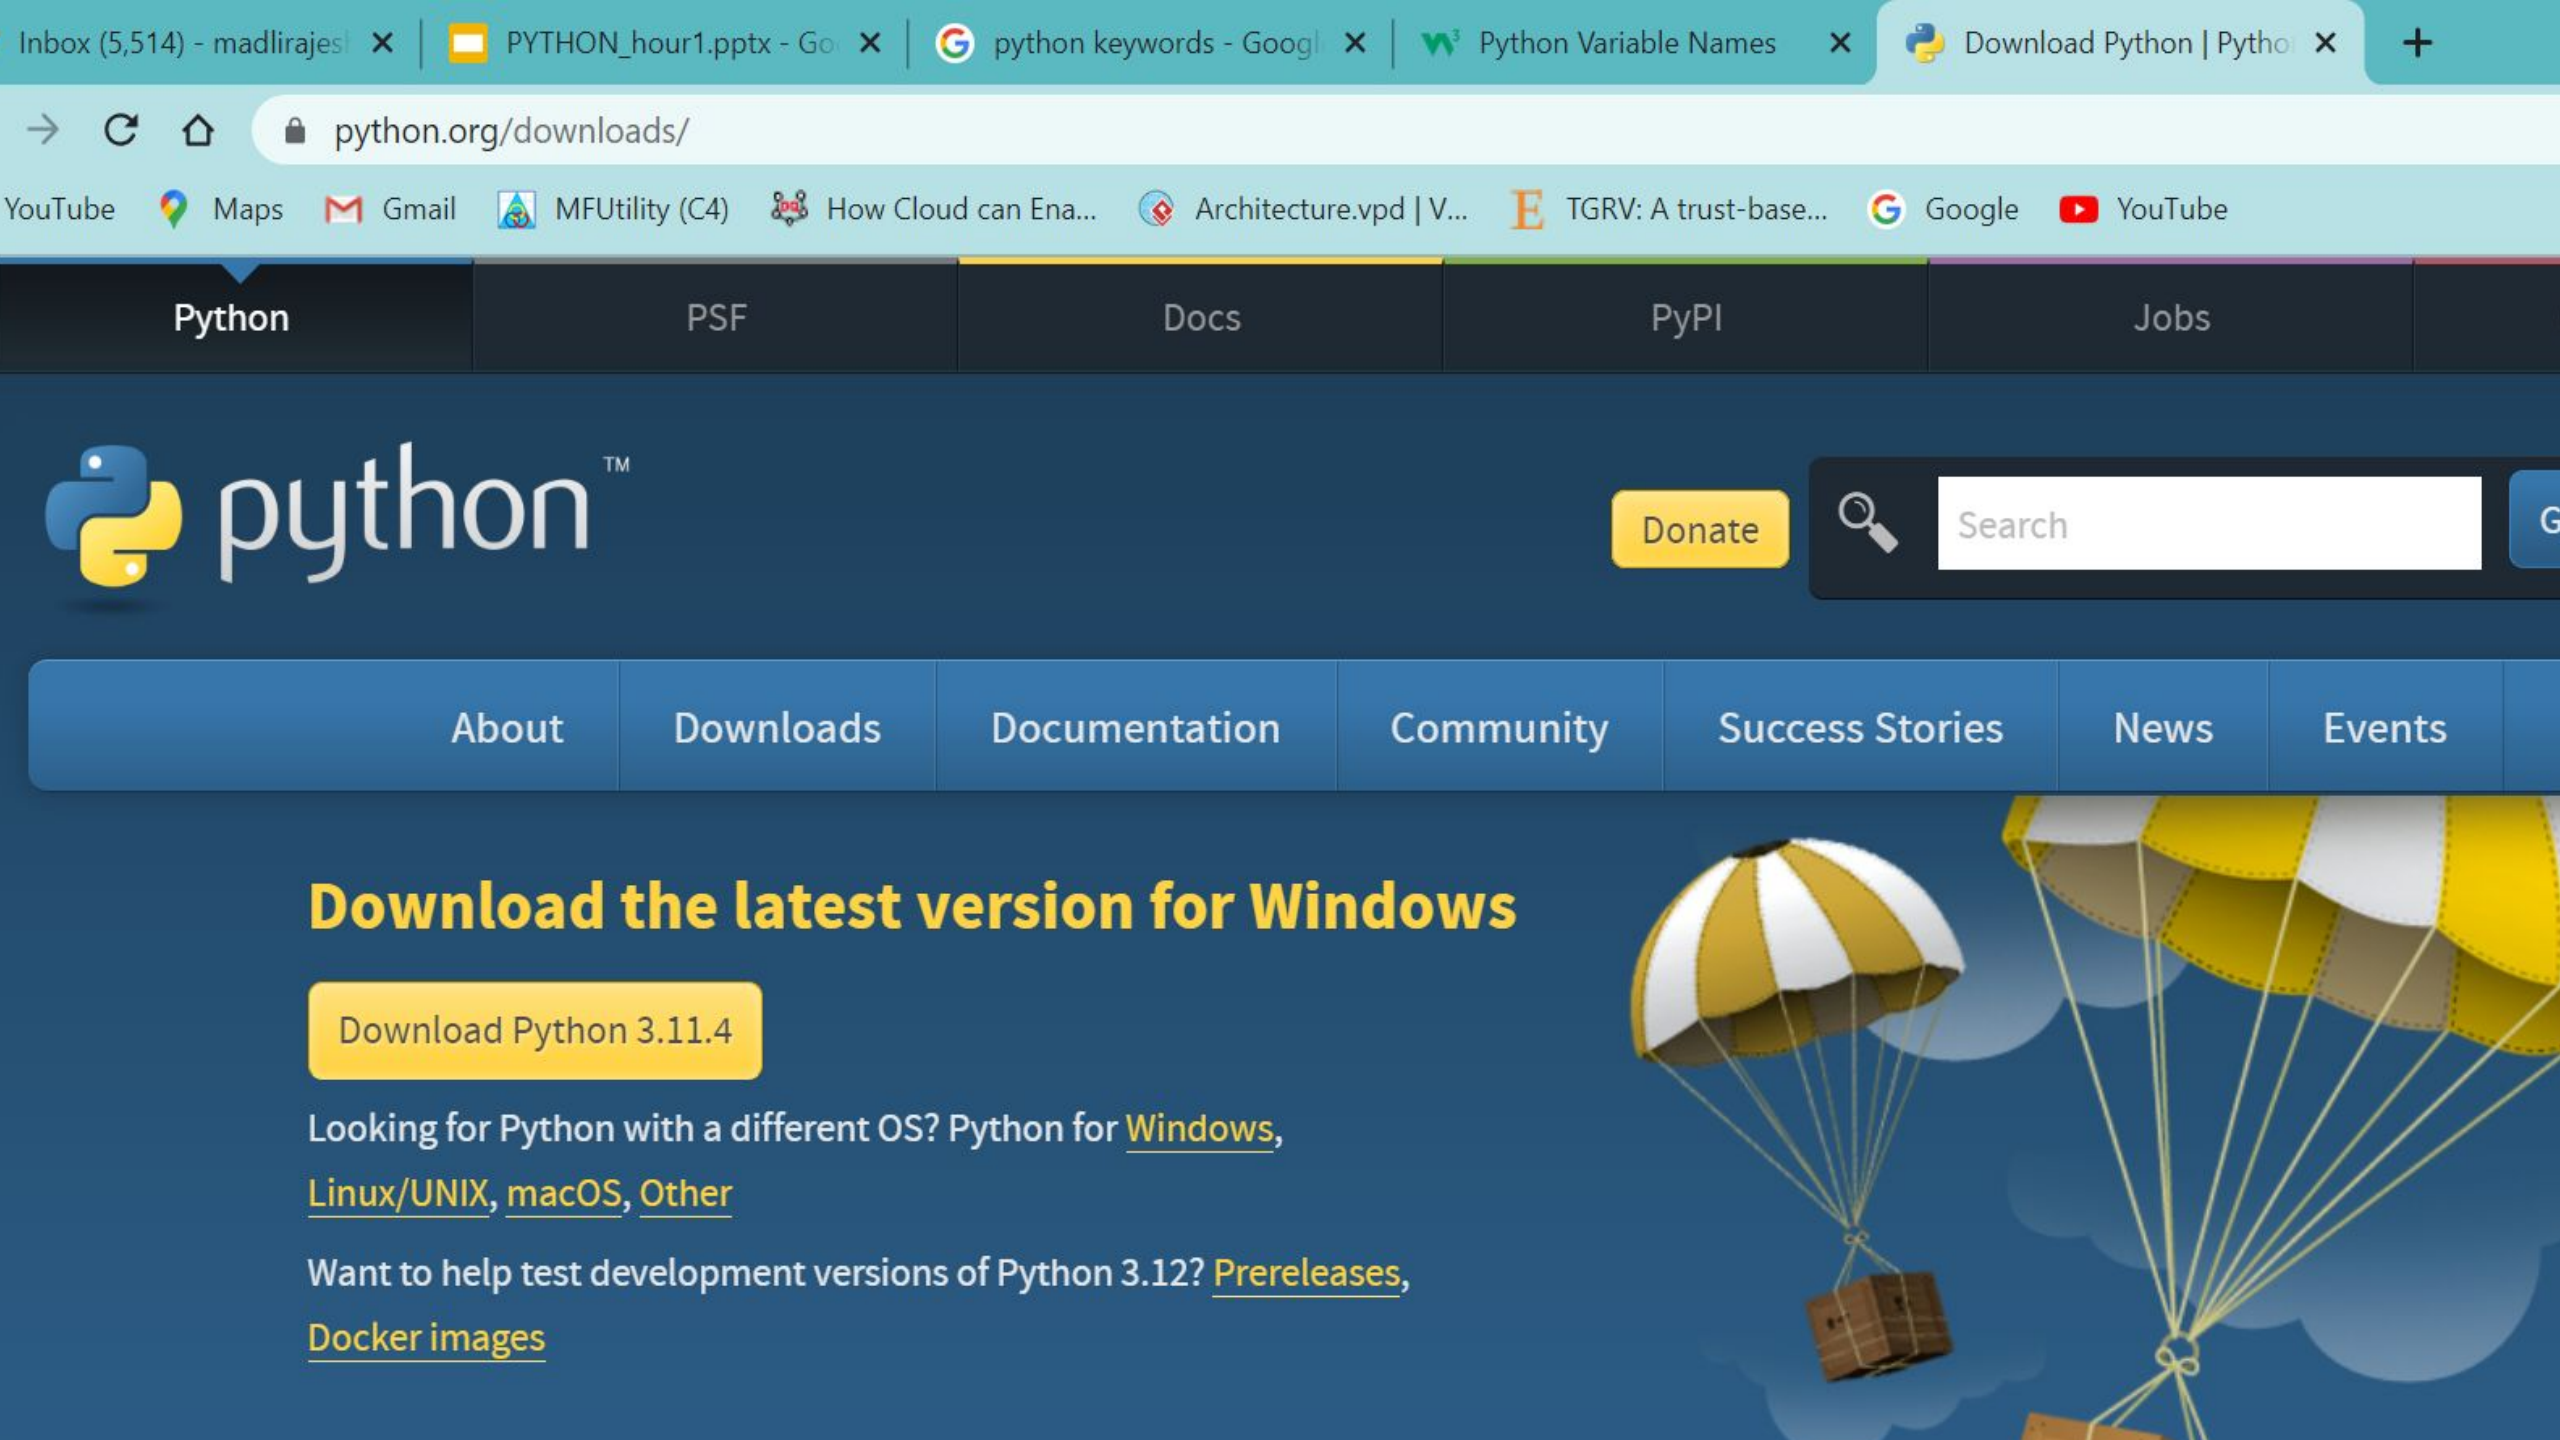 Inbox (5,514) - madlirajes
PYTHON_hour1.pptx - Go
python keywords - Googl
Python Variable Names
Download Python | Pytho
python.org/downloads/
YouTube Maps Gmail MFUtility (C4) How Cloud can Ena... Architecture.vpd | V... TGRV: A trust-base... Google YouTube
Python PSF Docs PyPI Jobs
python™
Donate
Search
G
About Downloads Documentation Community Success Stories News Events
Download the latest version for Windows
Download Python 3.11.4
Looking for Python with a different OS? Python for Windows,
Linux/UNIX, macOS, Other
Want to help test development versions of Python 3.12? Prereleases,
Docker images